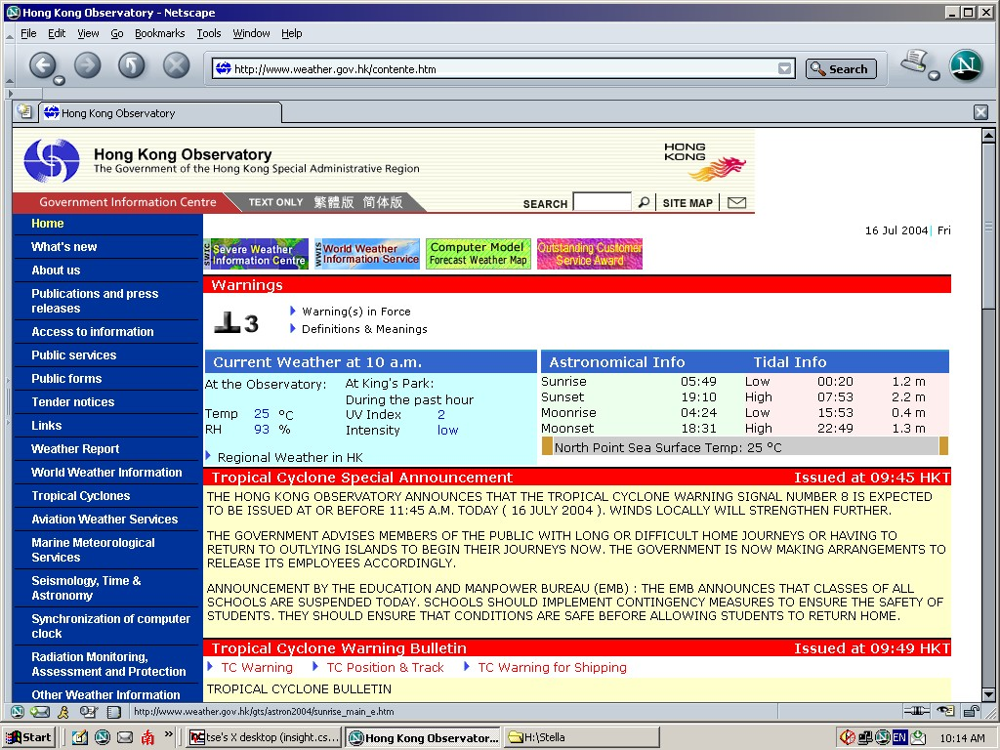 Hong Kong Observatory - Netscape
File Edit View Go Bookmarks Tools Window Help
http://www.weather.gov.hk/contente.htm
Search
Hong Kong Observatory
Hong Kong Observatory
The Government of the Hong Kong Special Administrative Region
HONG
KONG
Government Information Centre
TEXT ONLY 繁體版 简体版
SEARCH
SITE MAP
Home
What's new
About us
Publications and press
releases
Access to information
Public services
Public forms
Tender notices
Links
Weather Report
World Weather Information
Tropical Cyclones
Aviation Weather Services
Marine Meteorological
Services
Seismology, Time &
Astronomy
Synchronization of computer
clock
Radiation Monitoring,
Assessment and Protection
Other Weather Information
16 Jul 2004| Fri
SWIC Severe Weather
Information Centre
WWIS World Weather
Information Service
Computer Model
Forecast Weather Map
Outstanding Customer
Service Award
Warnings
3
Warning(s) in Force
Definitions & Meanings
Current Weather at 10 a.m.
At the Observatory:
Temp 25 °C
RH 93 %
At King's Park:
During the past hour
UV Index 2
Intensity low
Regional Weather in HK
Astronomical Info Tidal Info
Sunrise 05:49 Low 00:20 1.2 m
Sunset 19:10 High 07:53 2.2 m
Moonrise 04:24 Low 15:53 0.4 m
Moonset 18:31 High 22:49 1.3 m
North Point Sea Surface Temp: 25 °C
Tropical Cyclone Special Announcement Issued at 09:45 HKT
THE HONG KONG OBSERVATORY ANNOUNCES THAT THE TROPICAL CYCLONE WARNING SIGNAL NUMBER 8 IS EXPECTED
TO BE ISSUED AT OR BEFORE 11:45 A.M. TODAY ( 16 JULY 2004 ). WINDS LOCALLY WILL STRENGTHEN FURTHER.
THE GOVERNMENT ADVISES MEMBERS OF THE PUBLIC WITH LONG OR DIFFICULT HOME JOURNEYS OR HAVING TO
RETURN TO OUTLYING ISLANDS TO BEGIN THEIR JOURNEYS NOW. THE GOVERNMENT IS NOW MAKING ARRANGEMENTS TO
RELEASE ITS EMPLOYEES ACCORDINGLY.
ANNOUNCEMENT BY THE EDUCATION AND MANPOWER BUREAU (EMB) : THE EMB ANNOUNCES THAT CLASSES OF ALL
SCHOOLS ARE SUSPENDED TODAY. SCHOOLS SHOULD IMPLEMENT CONTINGENCY MEASURES TO ENSURE THE SAFETY OF
STUDENTS. THEY SHOULD ENSURE THAT CONDITIONS ARE SAFE BEFORE ALLOWING STUDENTS TO RETURN HOME.
Tropical Cyclone Warning Bulletin Issued at 09:49 HKT
TC Warning TC Position & Track TC Warning for Shipping
TROPICAL CYCLONE BULLETIN
http://www.weather.gov.hk/gts/astron2004/sunrise_main_e.htm
Start
南
»
tse's X desktop (insight.cs...
Hong Kong Observator...
H:\Stella
EN
10:14 AM